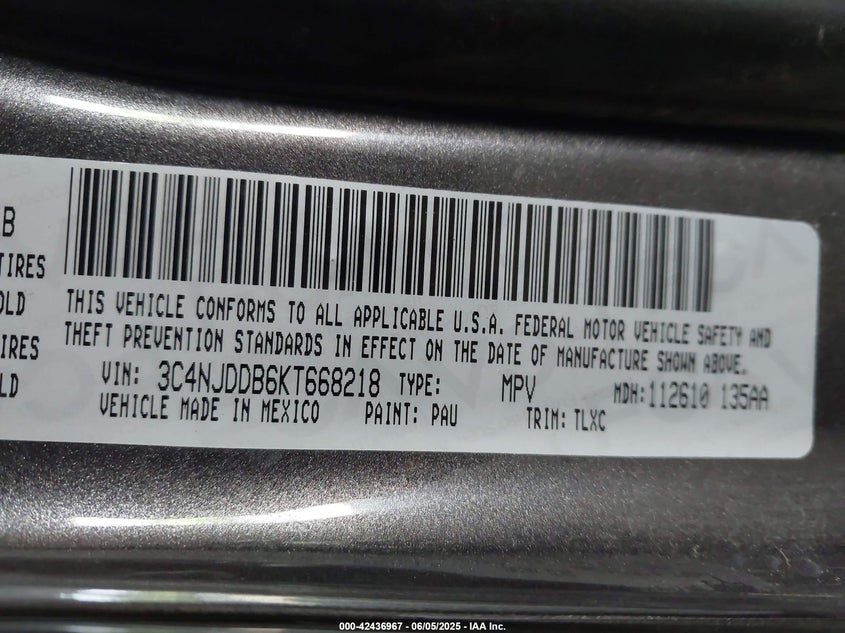 B
TIRES
OLD
IRES
LD
THIS VEHICLE CONFORMS TO ALL APPLICABLE U.S.A. FEDERAL MOTOR VEHICLE SAFETY AND
THEFT PREVENTION STANDARDS IN EFFECT ON THE DATE OF MANUFACTURE SHOWN ABOVE.
VIN: 3C4NJDDB6KT668218 TYPE: MPV MDH:112610 135AA
VEHICLE MADE IN MEXICO PAINT: PAU TRIM: TLXC
000-42436967 - 06/05/2025 - IAA Inc.